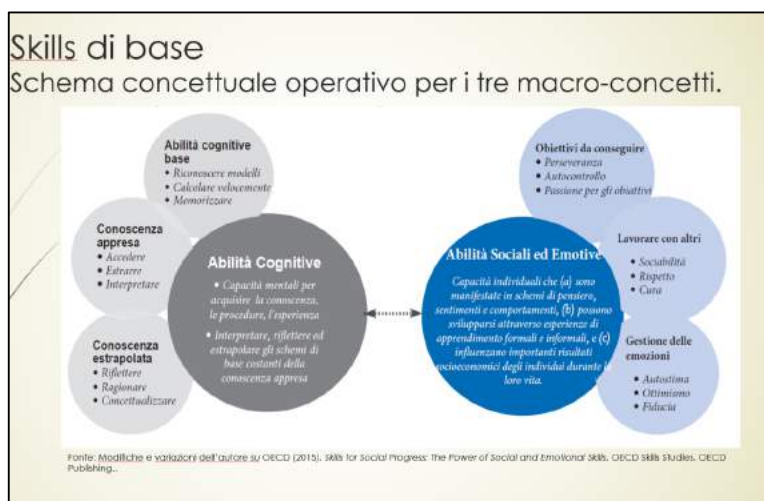 Skills di base
Schema concettuale operativo per i tre macro-concetti.
Abilità cognitive
base
• Riconoscere modelli
• Calcolare velocemente
• Memorizzare
Conoscenza
appresa
• Accedere
• Estrarre
• Interpretare
Conoscenza
estrapolata
• Riflettere
• Ragionare
• Concettualizzare
Abilità Cognitive
• Capacità mentali per
acquisire la conoscenza,
le procedure, l'esperienza
• Interpretare, riflettere ed
estrapolare gli schemi di
base costanti della
conoscenza appresa
Abilità Sociali ed Emotive
Capacità individuali che (a) sono
manifestate in schemi di pensiero,
sentimenti e comportamenti, (b) possono
svilupparsi attraverso esperienze di
apprendimento formali e informali, e (c)
influenzano importanti risultati
socioeconomici degli individui durante la
loro vita.
Obiettivi da conseguire
• Perseveranza
• Autocontrollo
• Passione per gli obiettivi
Lavorare con altri
• Sociabilità
• Rispetto
• Cura
Gestione delle
emozioni
• Autostima
• Ottimismo
• Fiducia
Fonte: Modifiche e variazioni dell'autore su OECD (2015). Skills for Social Progress: The Power of Social and Emotional Skills. OECD Skills Studies. OECD
Publishing..